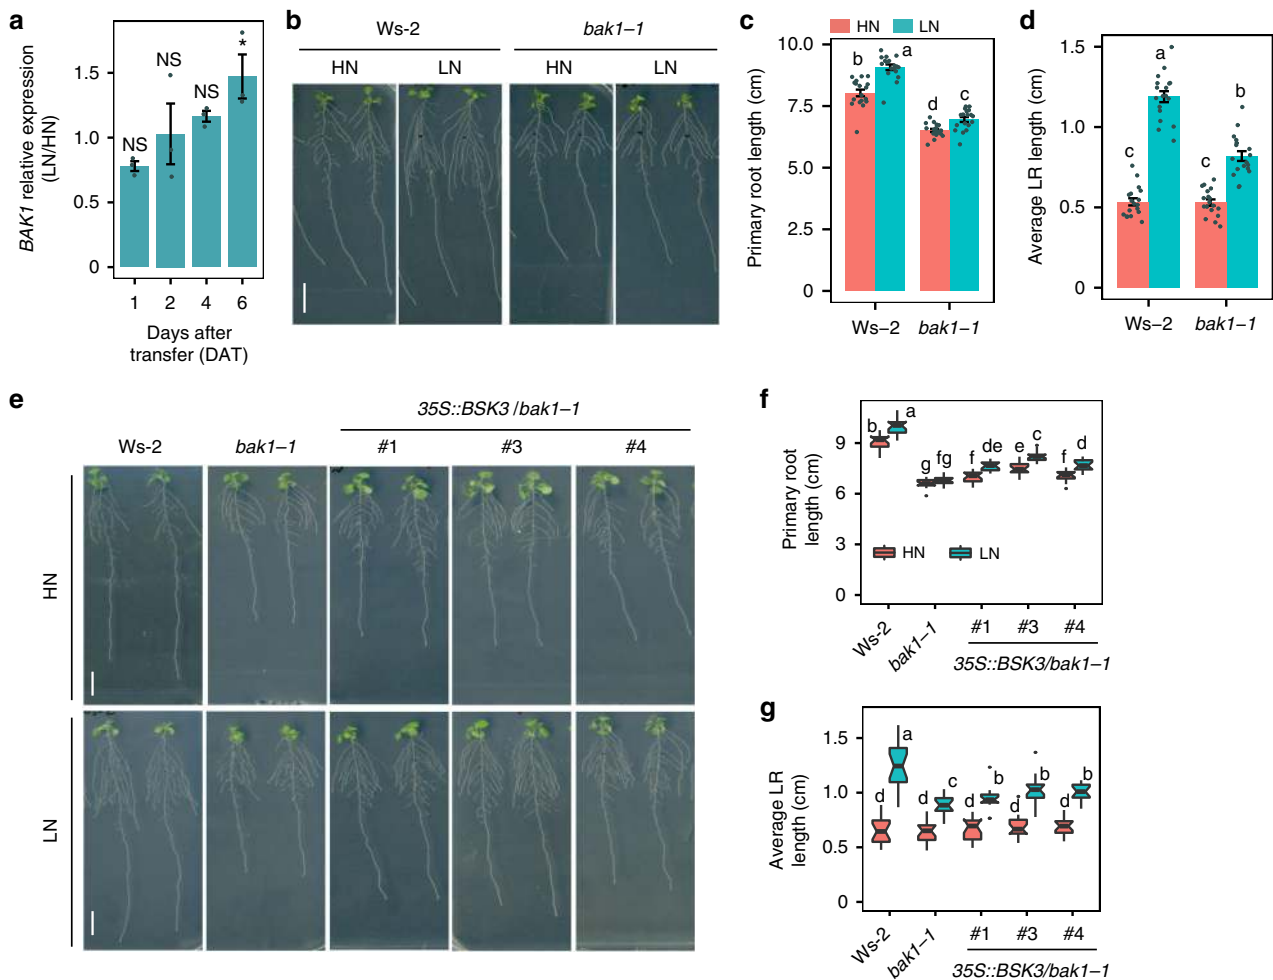 a
BAK1 relative expression
(LN/HN)
1.5
1.0
0.5
0
NS
NS
NS
*
1 2 4 6
Days after
transfer (DAT)
b
Ws-2 bak1–1
HN LN HN LN
c
HN LN
Primary root length (cm)
10.0
7.5
5.0
2.5
0
b a d c
Ws–2 bak1–1
d
Average LR length (cm)
1.5
1.0
0.5
0
c a c b
Ws–2 bak1–1
e
35S::BSK3 /bak1–1
Ws-2 bak1–1 #1 #3 #4
HN
LN
f
Primary root
length (cm)
9
6
3
0
b a g fg f de e c f d
HN LN
Ws-2 bak1–1 #1 #3 #4
35S::BSK3/bak1–1
g
Average LR
length (cm)
1.5
1.0
0.5
0
d a d c d b d b d b
Ws-2 bak1–1 #1 #3 #4
35S::BSK3/bak1–1